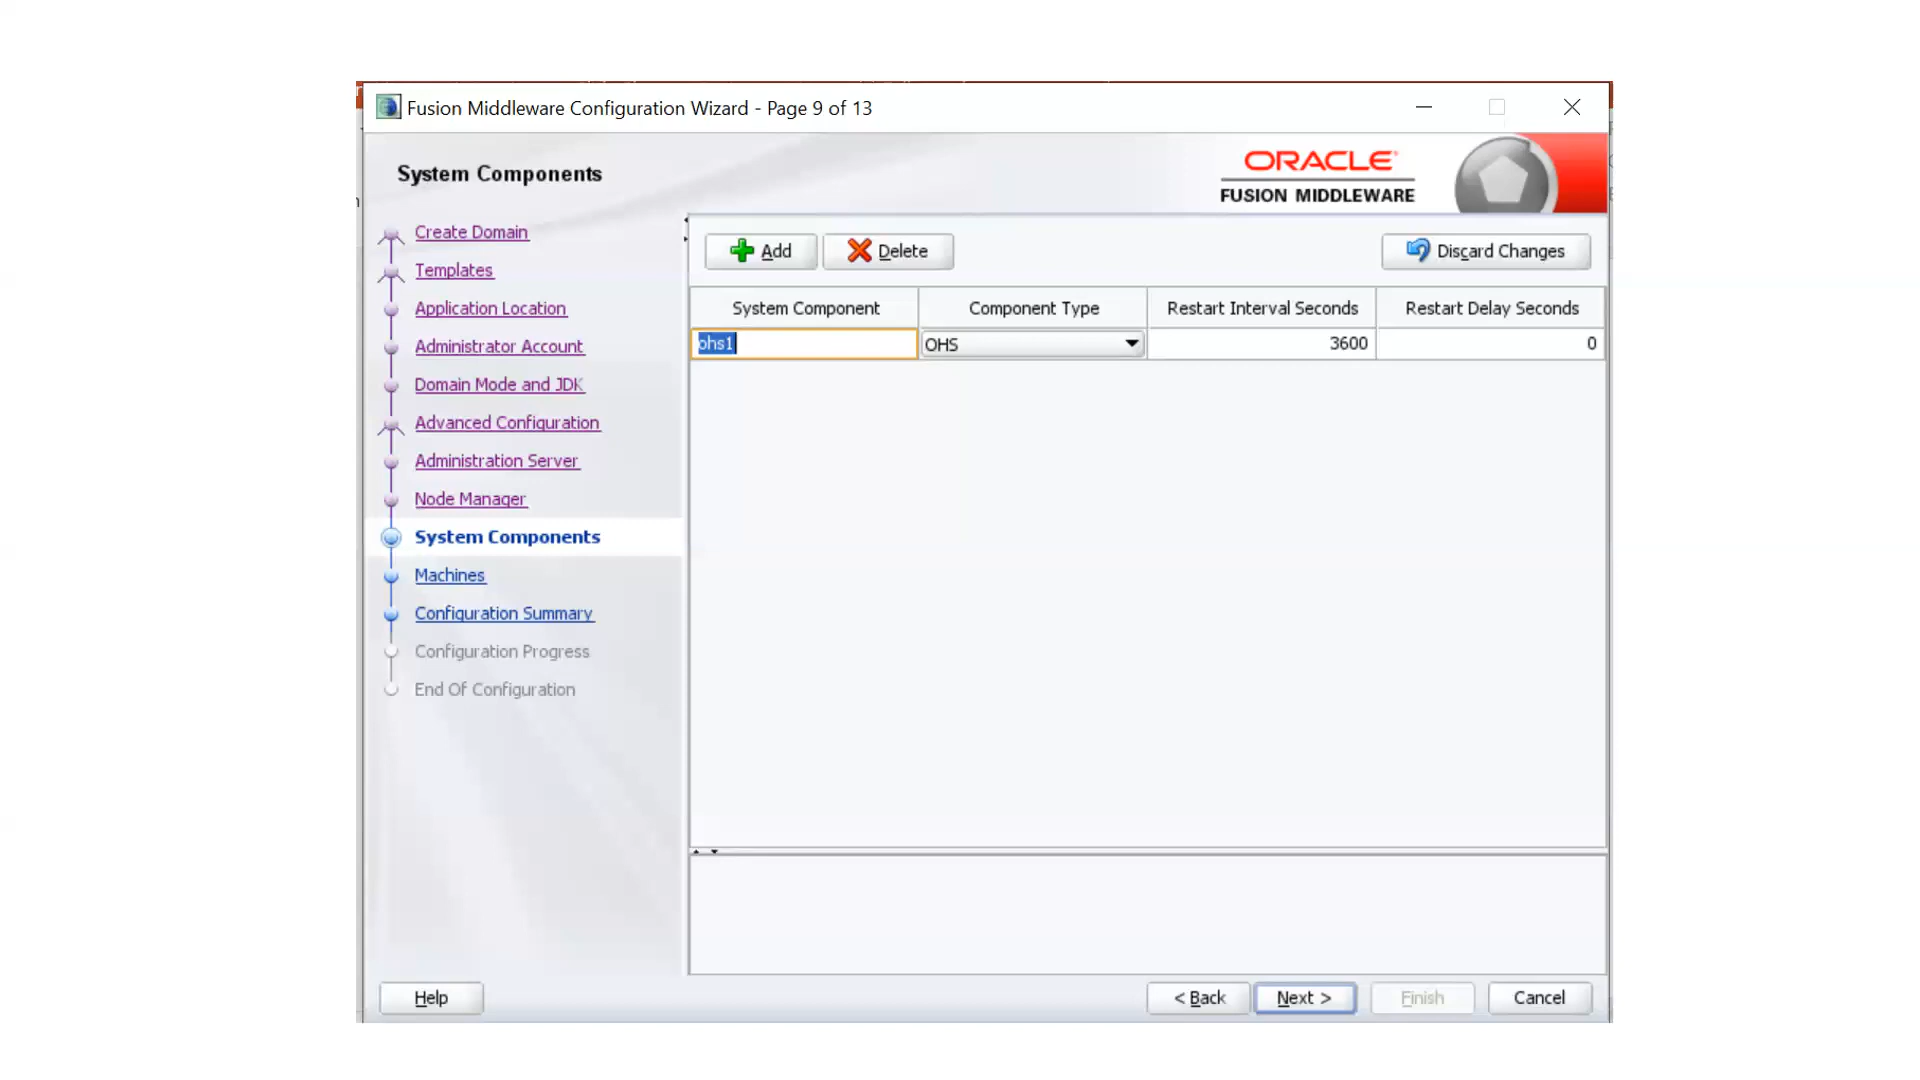 Fusion Middleware Configuration Wizard - Page 9 of 13
System Components
ORACLE
FUSION MIDDLEWARE
Create Domain
Templates
Application Location
Administrator Account
Domain Mode and JDK
Advanced Configuration
Administration Server
Node Manager
System Components
Machines
Configuration Summary
Configuration Progress
End Of Configuration
Add Delete Discard Changes
System Component Component Type Restart Interval Seconds Restart Delay Seconds
ohs1 OHS 3600 0
Help < Back Next > Finish Cancel